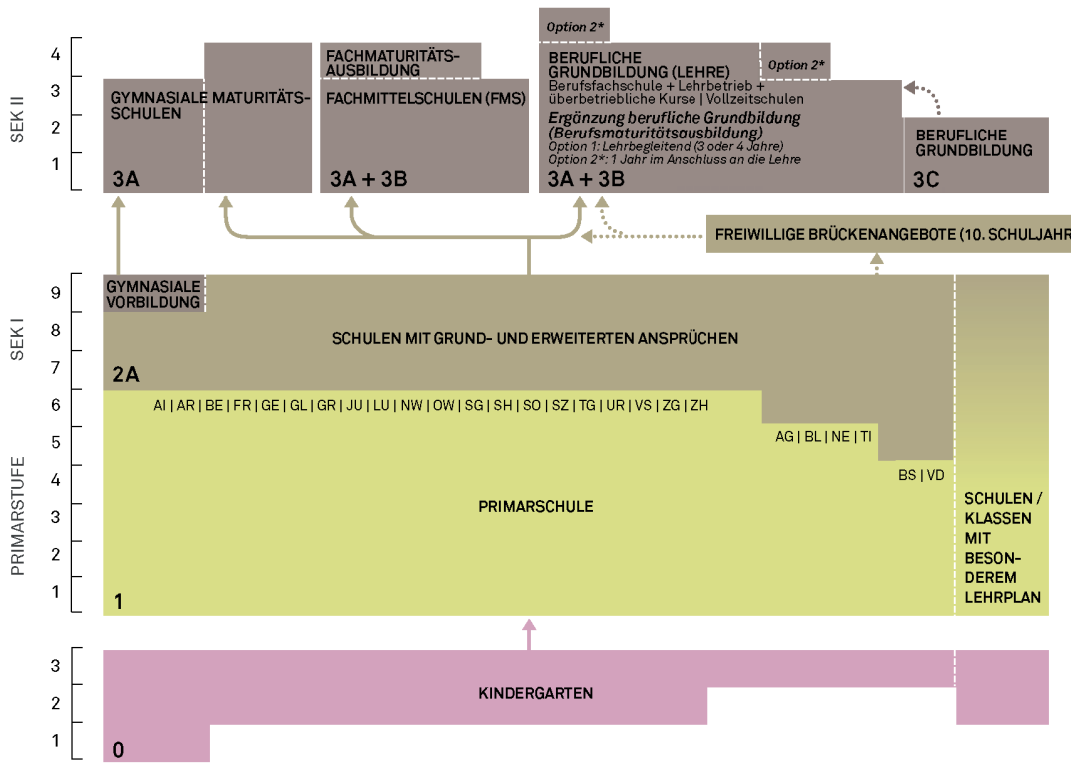 SEK II
4
3
2
1
GYMNASIALE MATURITÄTS-
SCHULEN
3A
FACHMATURITÄTS-
AUSBILDUNG
FACHMITTELSCHULEN (FMS)
3A + 3B
Option 2*
BERUFLICHE
GRUNDBILDUNG (LEHRE)
Berufsfachschule + Lehrbetrieb +
überbetriebliche Kurse | Vollzeitschulen
Ergänzung berufliche Grundbildung
(Berufsmaturitätsausbildung)
Option 1: Lehrbegleitend (3 oder 4 Jahre)
Option 2*: 1 Jahr im Anschluss an die Lehre
3A + 3B
Option 2*
BERUFLICHE
GRUNDBILDUNG
3C
FREIWILLIGE BRÜCKENANGEBOTE (10. SCHULJAHR
SEK I
9
8
7
GYMNASIALE
VORBILDUNG
SCHULEN MIT GRUND- UND ERWEITERTEN ANSPRÜCHEN
2A
PRIMARSTUFE
6
5
4
3
2
1
AI | AR | BE | FR | GE | GL | GR | JU | LU | NW | OW | SG | SH | SO | SZ | TG | UR | VS | ZG | ZH
AG | BL | NE | TI
BS | VD
PRIMARSCHULE
1
SCHULEN /
KLASSEN
MIT
BESON-
DEREM
LEHRPLAN
3
2
1
KINDERGARTEN
0